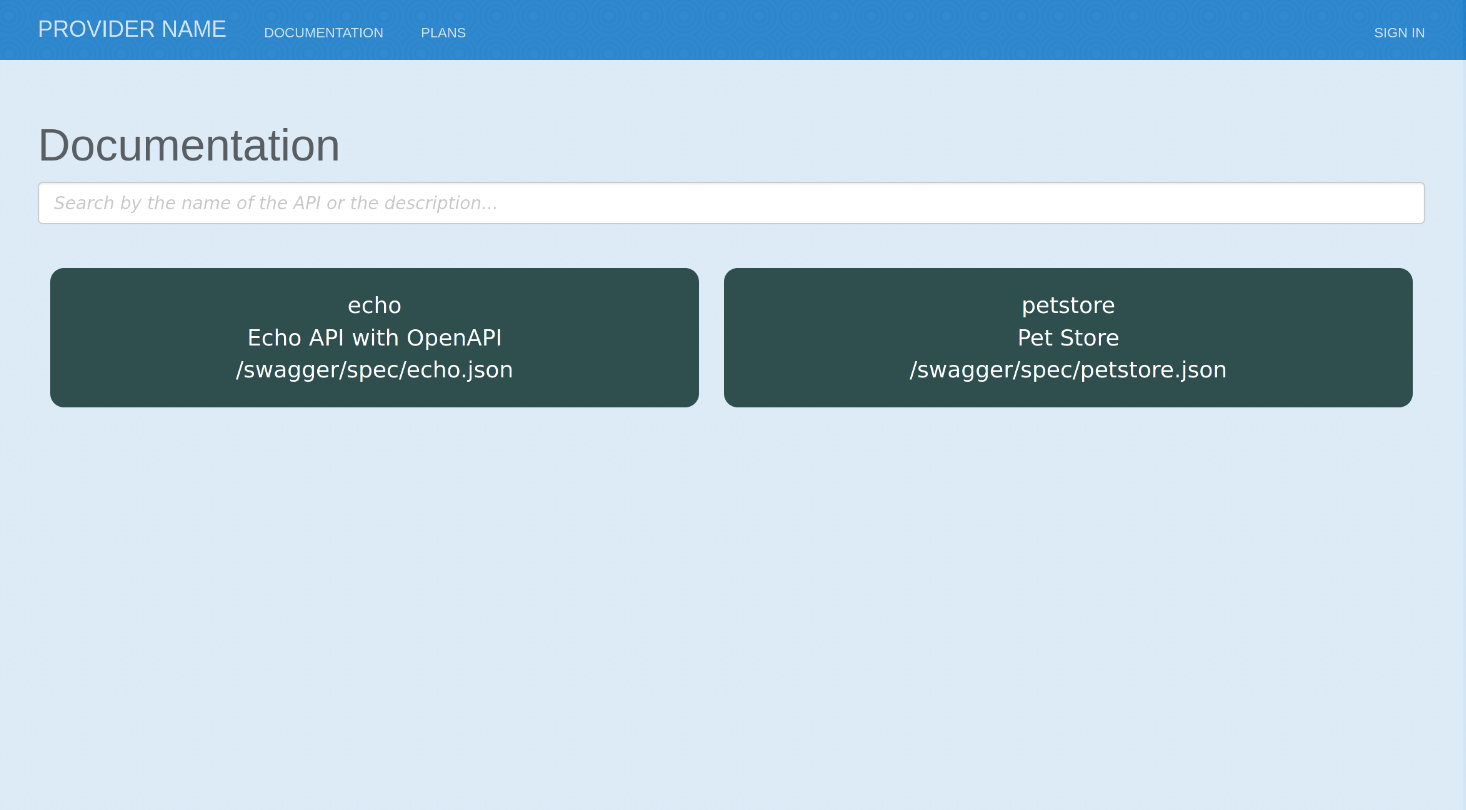 PROVIDER NAME DOCUMENTATION PLANS SIGN IN
Documentation
Search by the name of the API or the description...
echo
Echo API with OpenAPI
/swagger/spec/echo.json
petstore
Pet Store
/swagger/spec/petstore.json